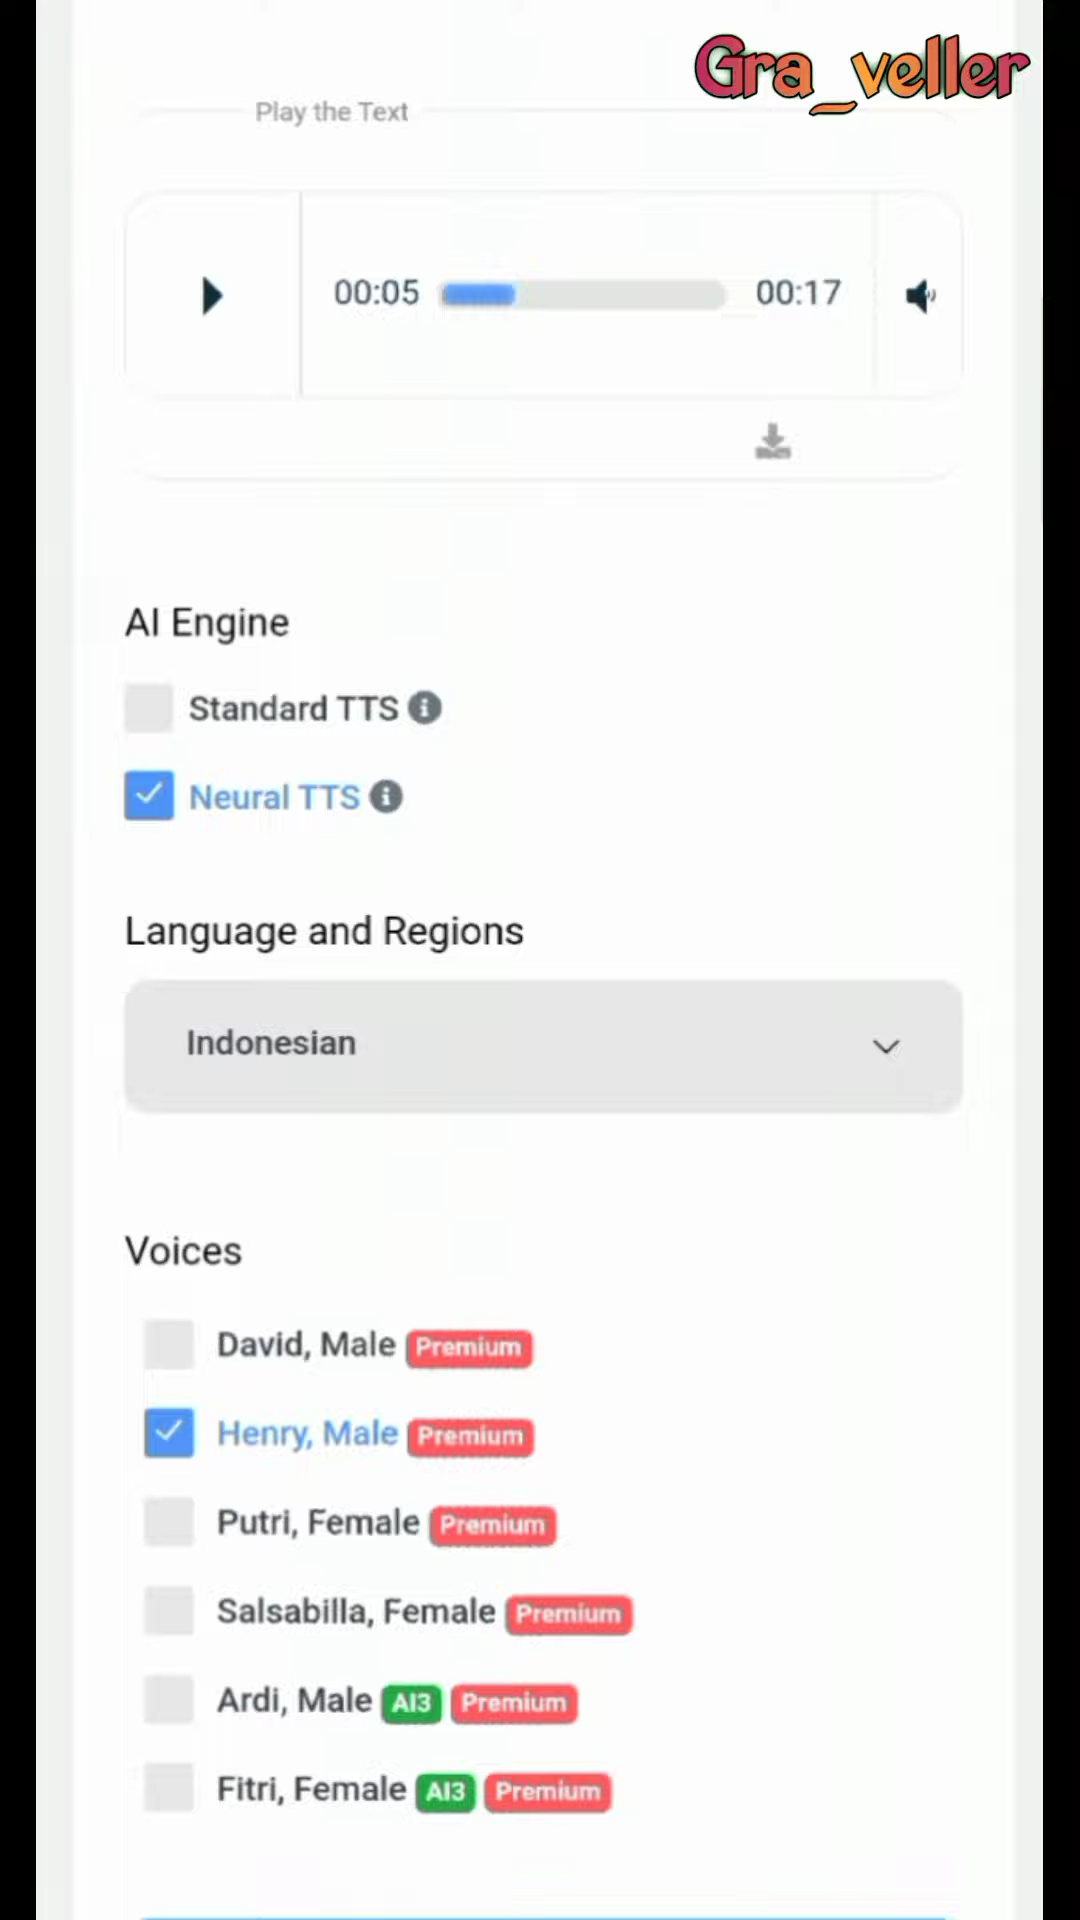 Gra_veller
Play the Text
00:05 00:17
AI Engine
Standard TTS
Neural TTS
Language and Regions
Indonesian
Voices
David, Male Premium
Henry, Male Premium
Putri, Female Premium
Salsabilla, Female Premium
Ardi, Male AI3 Premium
Fitri, Female AI3 Premium